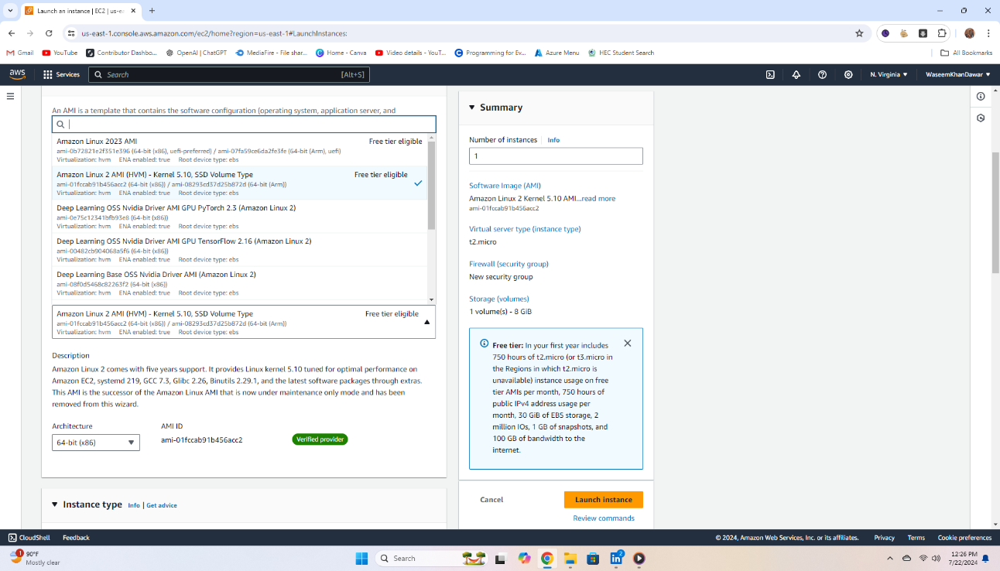 Launch an instance | EC2 | us-ea
us-east-1.console.aws.amazon.com/ec2/home?region=us-east-1#LaunchInstances:
Gmail
YouTube
Contributor Dashbo...
OpenAI | ChatGPT
MediaFire - File shar...
Home - Canva
Video details - YouT...
Programming for Ev...
Azure Menu
HEC Student Search
All Bookmarks
aws
Services
Search
[Alt+S]
N. Virginia
WaseemKhanDawar
An AMI is a template that contains the software configuration (operating system, application server, and
Amazon Linux 2023 AMI
Free tier eligible
ami-0b72821e2f351e396 (64-bit (x86), uefi-preferred) / ami-07fa59ce6da2fe3fe (64-bit (Arm), uefi)
Virtualization: hvm ENA enabled: true Root device type: ebs
Amazon Linux 2 AMI (HVM) - Kernel 5.10, SSD Volume Type
Free tier eligible
ami-01fccab91b456acc2 (64-bit (x86)) / ami-08293cd37d25b872d (64-bit (Arm))
Virtualization: hvm ENA enabled: true Root device type: ebs
Deep Learning OSS Nvidia Driver AMI GPU PyTorch 2.3 (Amazon Linux 2)
ami-0e75c12341bfb93e8 (64-bit (x86))
Virtualization: hvm ENA enabled: true Root device type: ebs
Deep Learning OSS Nvidia Driver AMI GPU TensorFlow 2.16 (Amazon Linux 2)
ami-00482cb904068a5f6 (64-bit (x86))
Virtualization: hvm ENA enabled: true Root device type: ebs
Deep Learning Base OSS Nvidia Driver AMI (Amazon Linux 2)
ami-08f0d5468c82263f2 (64-bit (x86))
Virtualization: hvm ENA enabled: true Root device type: ebs
Amazon Linux 2 AMI (HVM) - Kernel 5.10, SSD Volume Type
Free tier eligible
ami-01fccab91b456acc2 (64-bit (x86)) / ami-08293cd37d25b872d (64-bit (Arm))
Virtualization: hvm ENA enabled: true Root device type: ebs
Description
Amazon Linux 2 comes with five years support. It provides Linux kernel 5.10 tuned for optimal performance on
Amazon EC2, systemd 219, GCC 7.3, Glibc 2.26, Binutils 2.29.1, and the latest software packages through extras.
This AMI is the successor of the Amazon Linux AMI that is now under maintenance only mode and has been
removed from this wizard.
Architecture
AMI ID
64-bit (x86)
ami-01fccab91b456acc2
Verified provider
Instance type
Info | Get advice
Summary
Number of instances
Info
1
Software Image (AMI)
Amazon Linux 2 Kernel 5.10 AMI...read more
ami-01fccab91b456acc2
Virtual server type (instance type)
t2.micro
Firewall (security group)
New security group
Storage (volumes)
1 volume(s) - 8 GiB
Free tier: In your first year includes
750 hours of t2.micro (or t3.micro in
the Regions in which t2.micro is
unavailable) instance usage on free
tier AMIs per month, 750 hours of
public IPv4 address usage per
month, 30 GiB of EBS storage, 2
million IOs, 1 GB of snapshots, and
100 GB of bandwidth to the
internet.
Cancel
Launch instance
Review commands
CloudShell
Feedback
© 2024, Amazon Web Services, Inc. or its affiliates.
Privacy
Terms
Cookie preferences
1
90°F
Mostly clear
Search
2
12:26 PM
7/22/2024